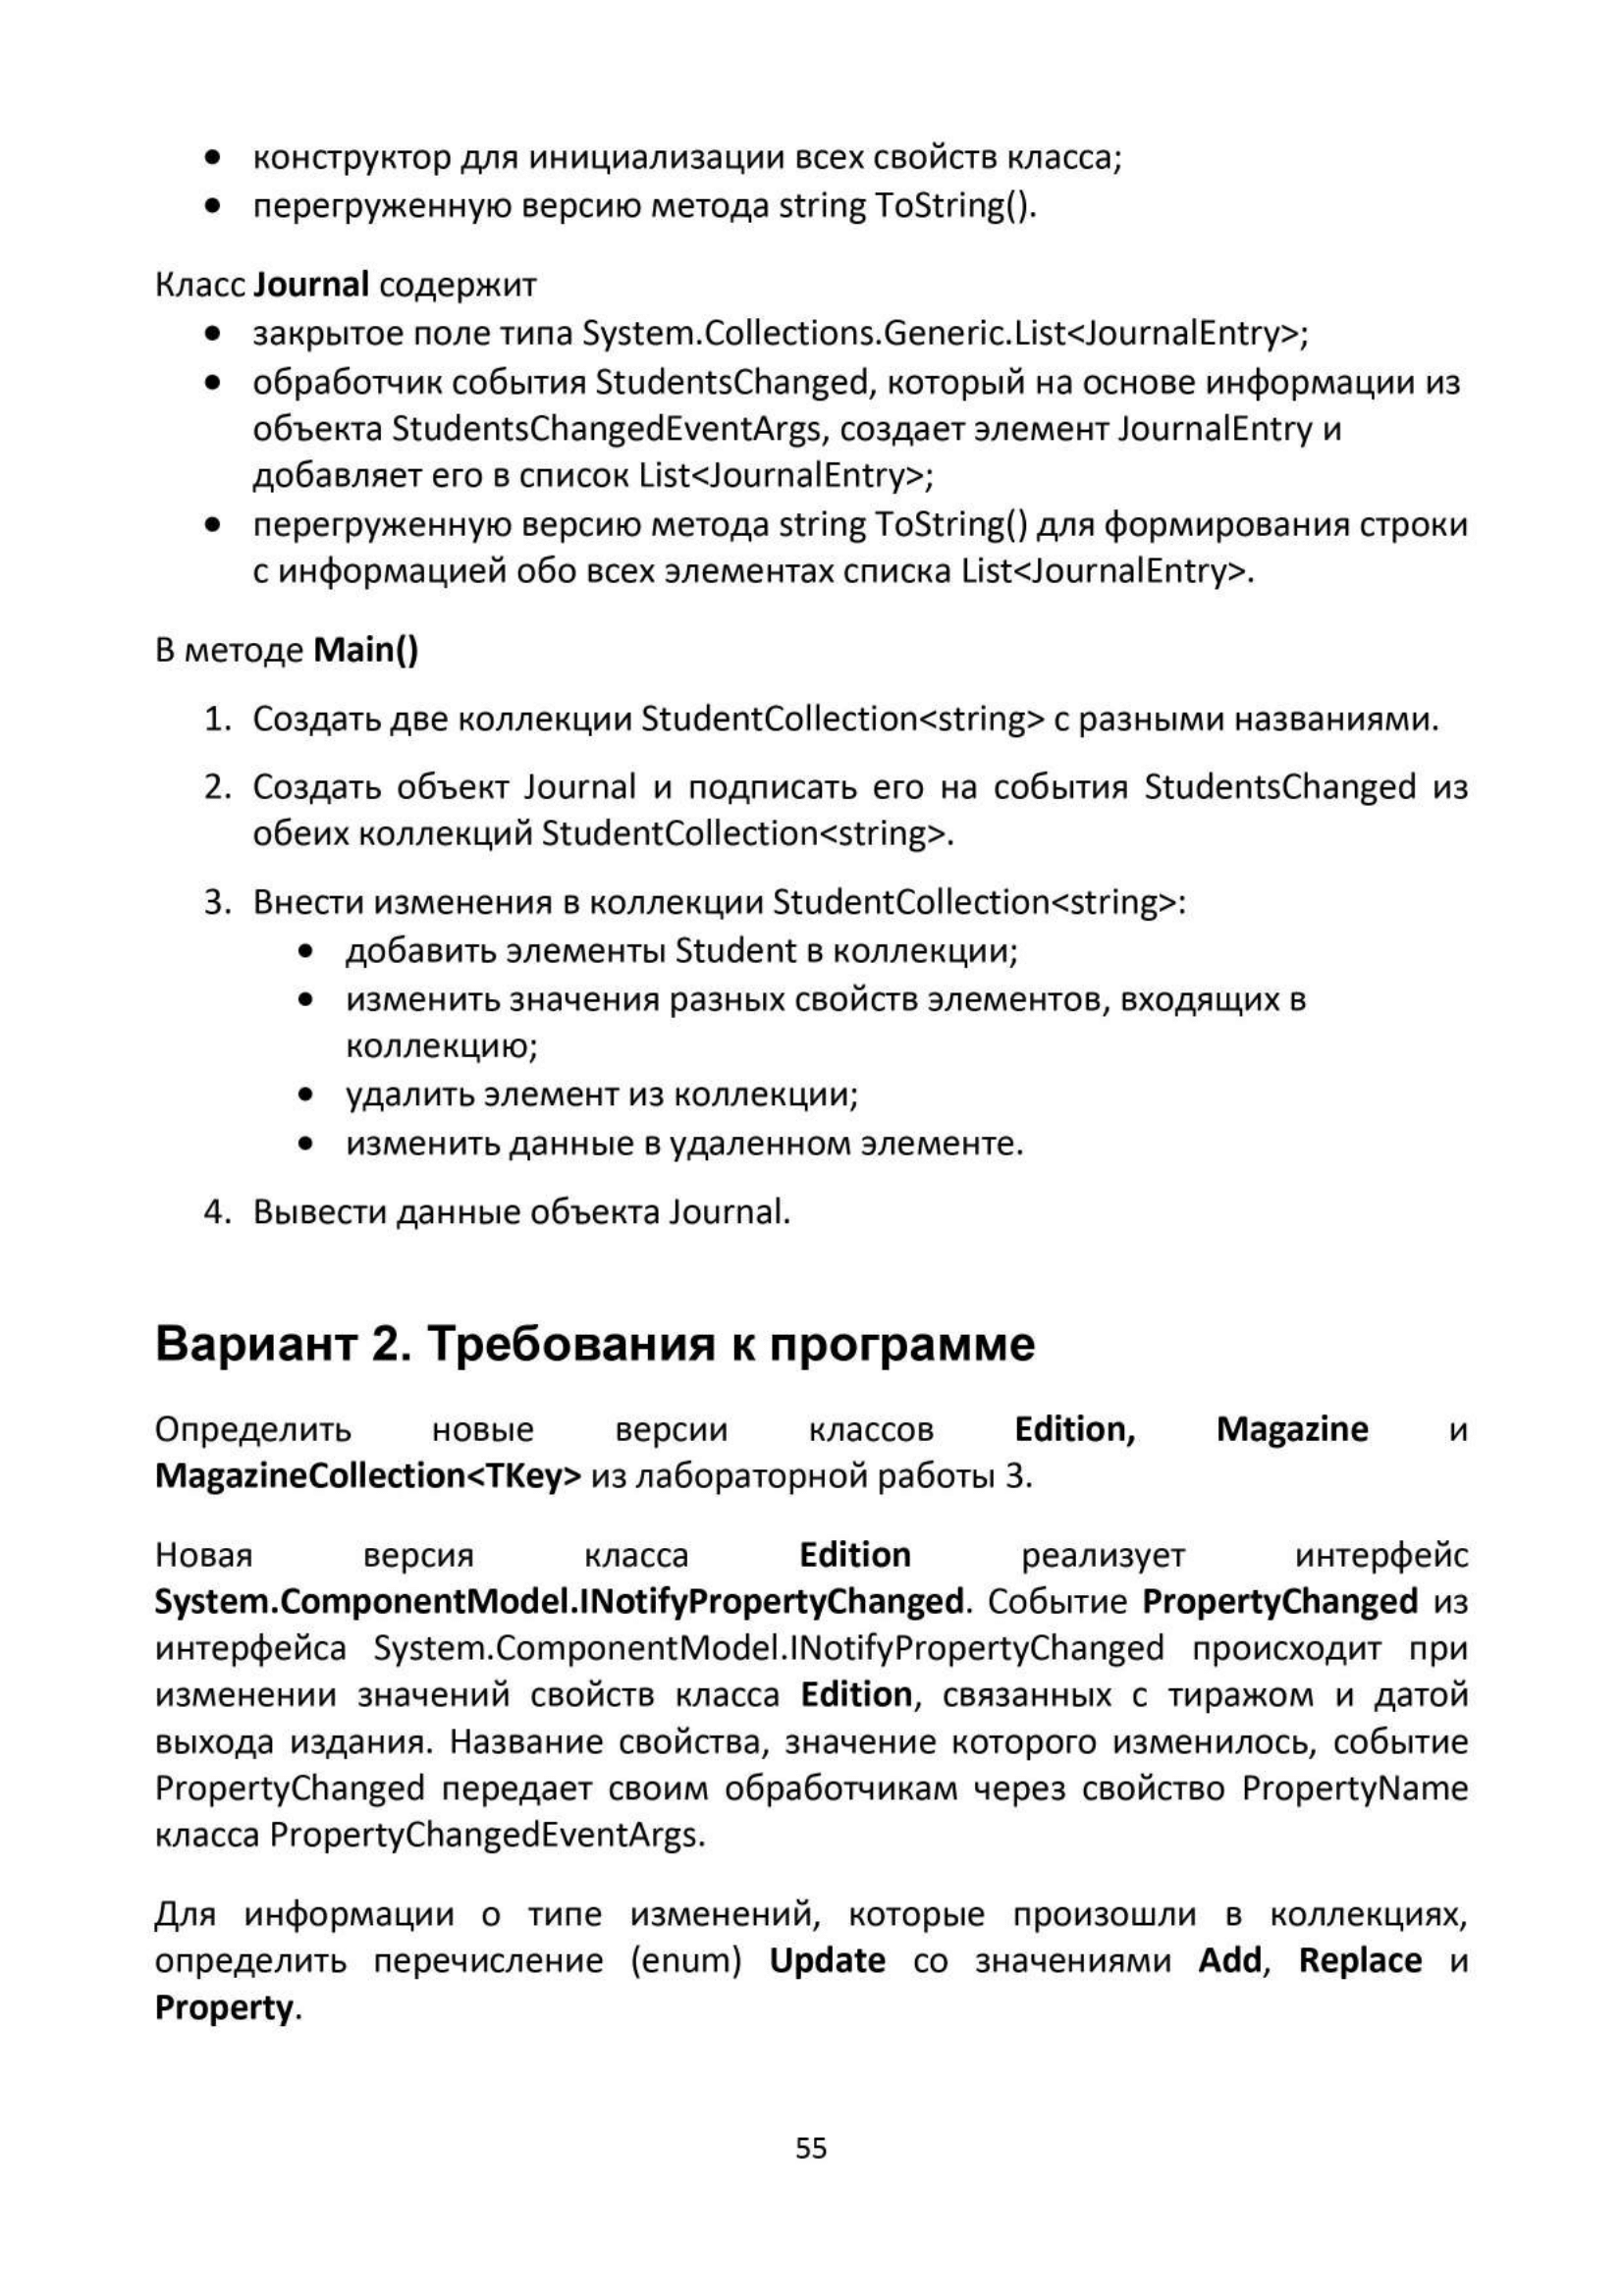 • конструктор для инициализации всех свойств класса;
• перегруженную версию метода string ToString().
Класс Journal содержит
• закрытое поле типа System.Collections.Generic.List<JournalEntry>;
• обработчик события StudentsChanged, который на основе информации из
объекта StudentsChangedEventArgs, создает элемент JournalEntry и
добавляет его в список List<JournalEntry>;
• перегруженную версию метода string ToString() для формирования строки
с информацией обо всех элементах списка List<JournalEntry>.
В методе Main()
1. Создать две коллекции StudentCollection<string> с разными названиями.
2. Создать объект Journal и подписать его на события StudentsChanged из
обеих коллекций StudentCollection<string>.
3. Внести изменения в коллекции StudentCollection<string>:
• добавить элементы Student в коллекции;
• изменить значения разных свойств элементов, входящих в
коллекцию;
• удалить элемент из коллекции;
• изменить данные в удаленном элементе.
4. Вывести данные объекта Journal.
Вариант 2. Требования к программе
Определить новые версии классов Edition, Magazine и
MagazineCollection<TKey> из лабораторной работы 3.
Новая версия класса Edition реализует интерфейс
System.ComponentModel.INotifyPropertyChanged. Событие PropertyChanged из
интерфейса System.ComponentModel.INotifyPropertyChanged происходит при
изменении значений свойств класса Edition, связанных с тиражом и датой
выхода издания. Название свойства, значение которого изменилось, событие
PropertyChanged передает своим обработчикам через свойство PropertyName
класса PropertyChangedEventArgs.
Для информации о типе изменений, которые произошли в коллекциях,
определить перечисление (enum) Update со значениями Add, Replace и
Property.
55